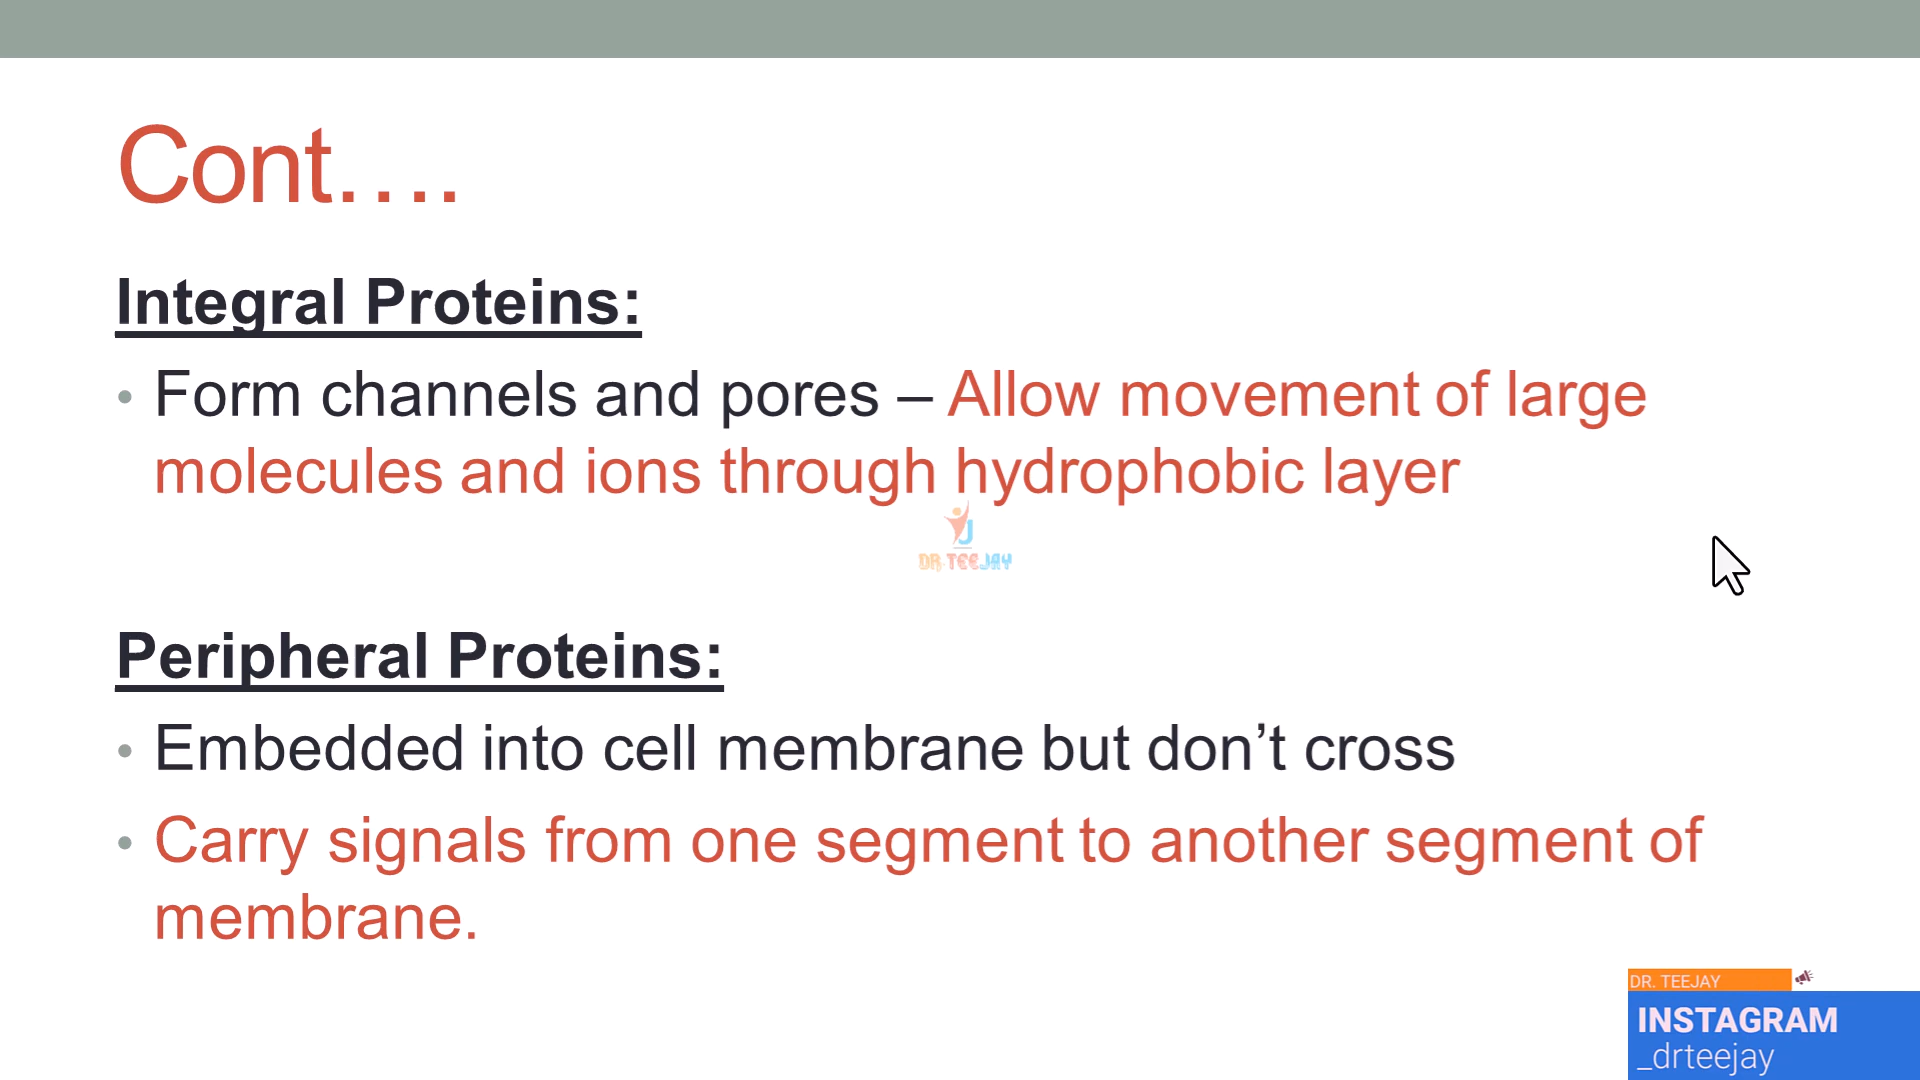 Cont….
Integral Proteins:
• Form channels and pores – Allow movement of large
molecules and ions through hydrophobic layer
DR TEEJAY
Peripheral Proteins:
• Embedded into cell membrane but don’t cross
• Carry signals from one segment to another segment of
membrane.
DR. TEEJAY
INSTAGRAM
_drteejay